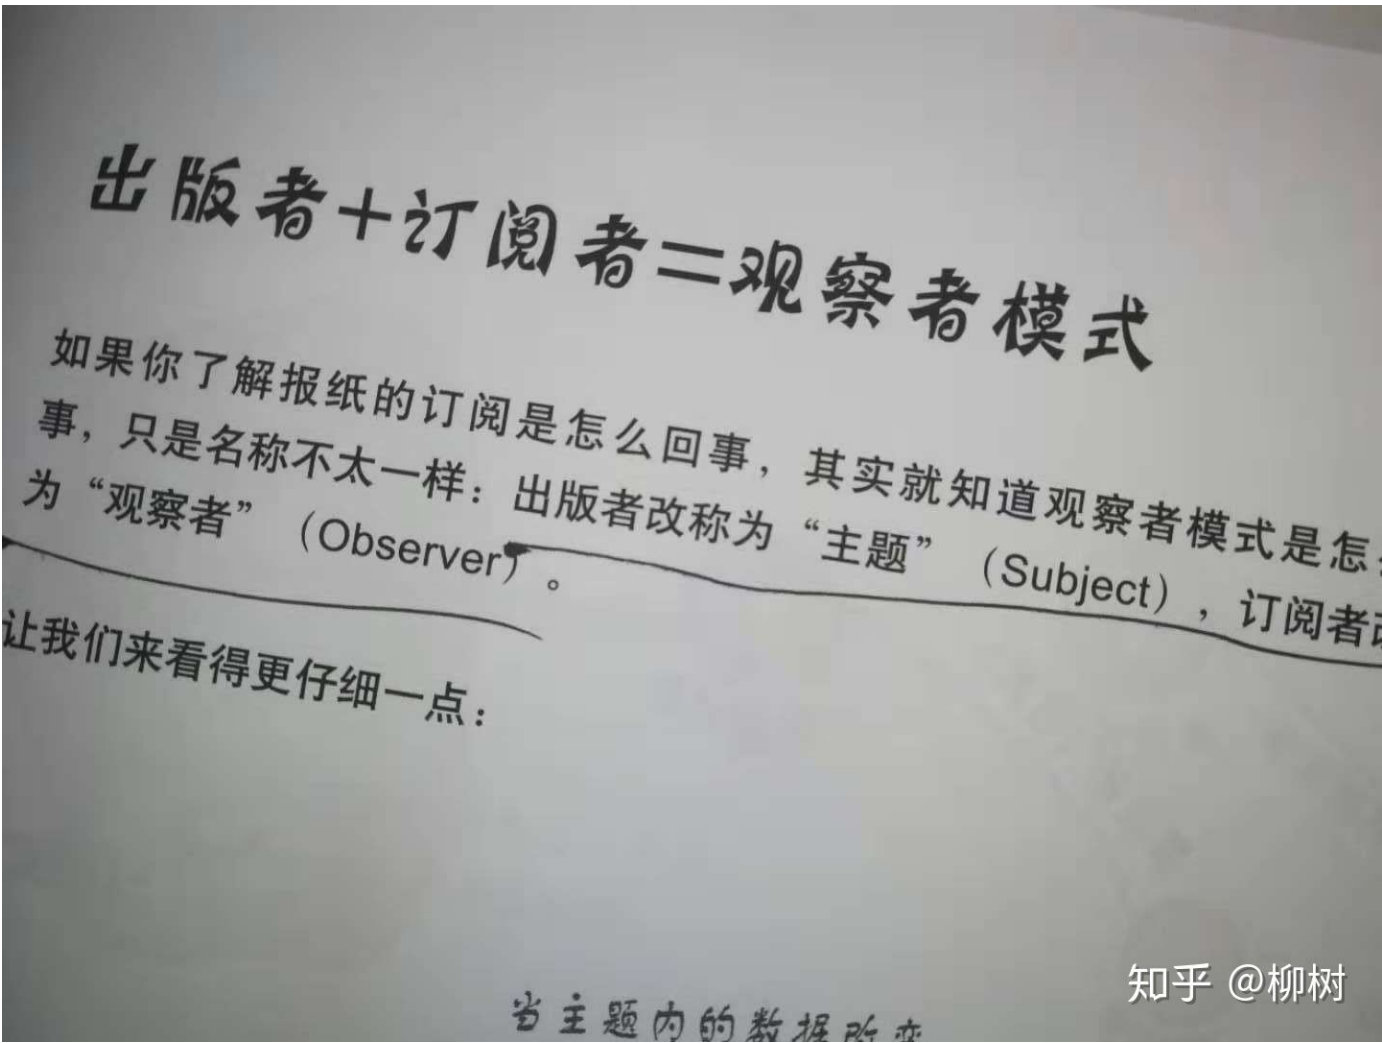 出版者+订阅者=观察者模式
如果你了解报纸的订阅是怎么回事，其实就知道观察者模式是怎
事，只是名称不太一样：出版者改称为“主题”（Subject），订阅者
为“观察者”（Observer）。
让我们来看得更仔细一点：
当主题内的数据改变
知乎 @柳树